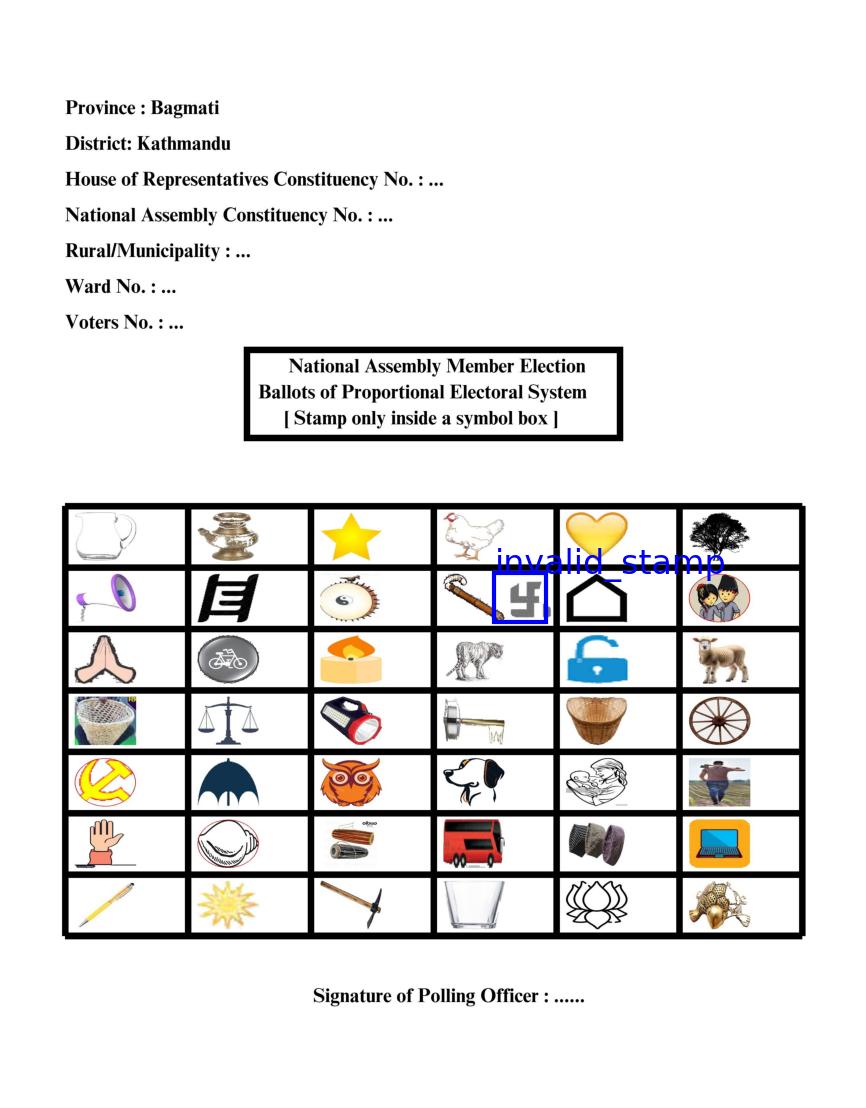 Province : Bagmati
District: Kathmandu
House of Representatives Constituency No. : ...
National Assembly Constituency No. : ...
Rural/Municipality : ...
Ward No. : ...
Voters No. : ...
National Assembly Member Election
Ballots of Proportional Electoral System
[ Stamp only inside a symbol box ]
invalid_stamp
Signature of Polling Officer : ......